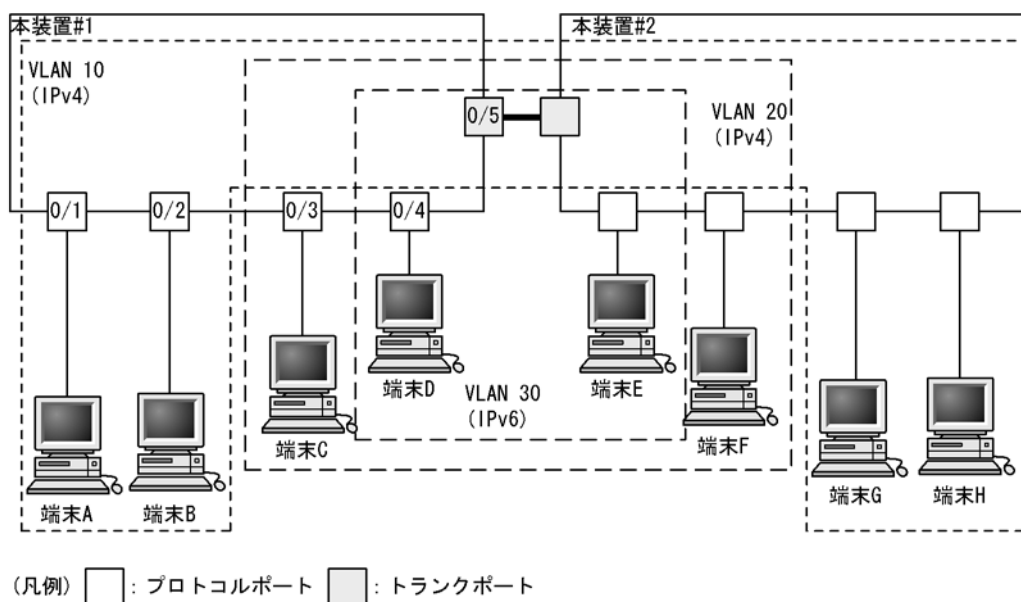 本装置#1
本装置#2
VLAN 10
(IPv4)
VLAN 20
(IPv4)
0/5
0/1
0/2
0/3
0/4
端末D
端末E
VLAN 30
(IPv6)
端末C
端末F
端末A
端末B
端末G
端末H
(凡例) : プロトコルポート : トランクポート